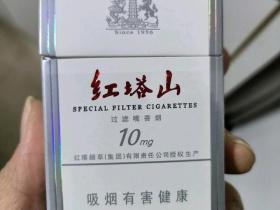 Since 1956
红塔山
SPECIAL FILTER CIGARETTES
过滤嘴香烟
10mg
红塔烟草(集团)有限责任公司授权生产
吸烟有害健康